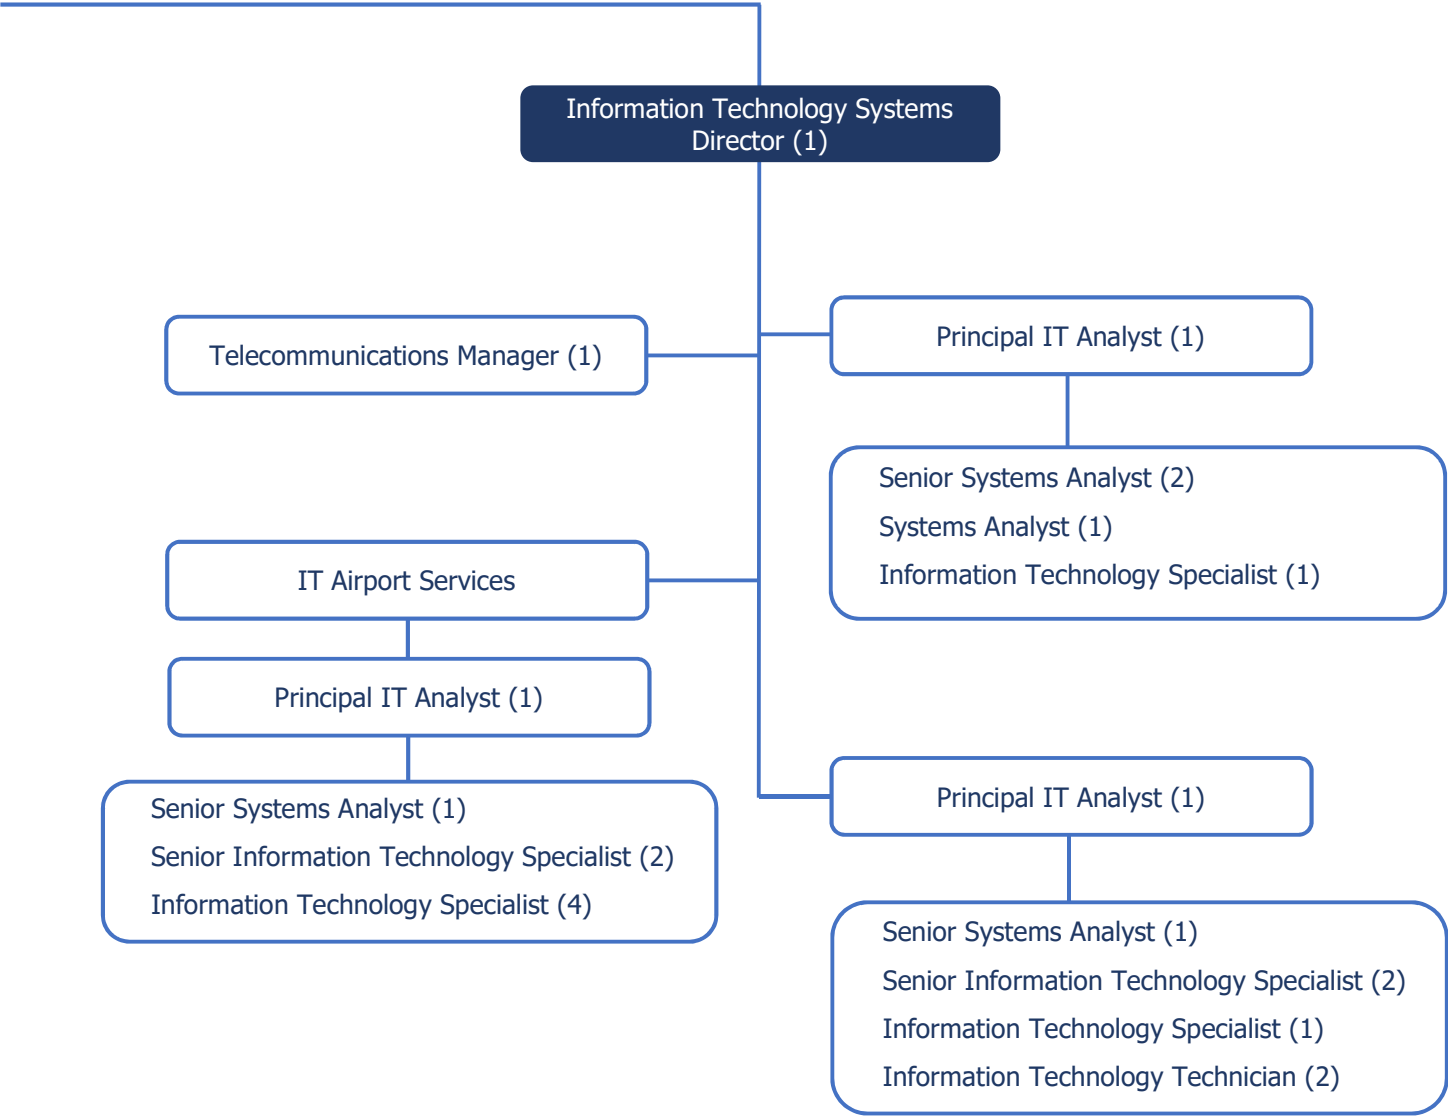 Information Technology Systems
Director (1)
Telecommunications Manager (1)
Principal IT Analyst (1)
Senior Systems Analyst (2)
Systems Analyst (1)
Information Technology Specialist (1)
IT Airport Services
Principal IT Analyst (1)
Senior Systems Analyst (1)
Senior Information Technology Specialist (2)
Information Technology Specialist (4)
Principal IT Analyst (1)
Senior Systems Analyst (1)
Senior Information Technology Specialist (2)
Information Technology Specialist (1)
Information Technology Technician (2)